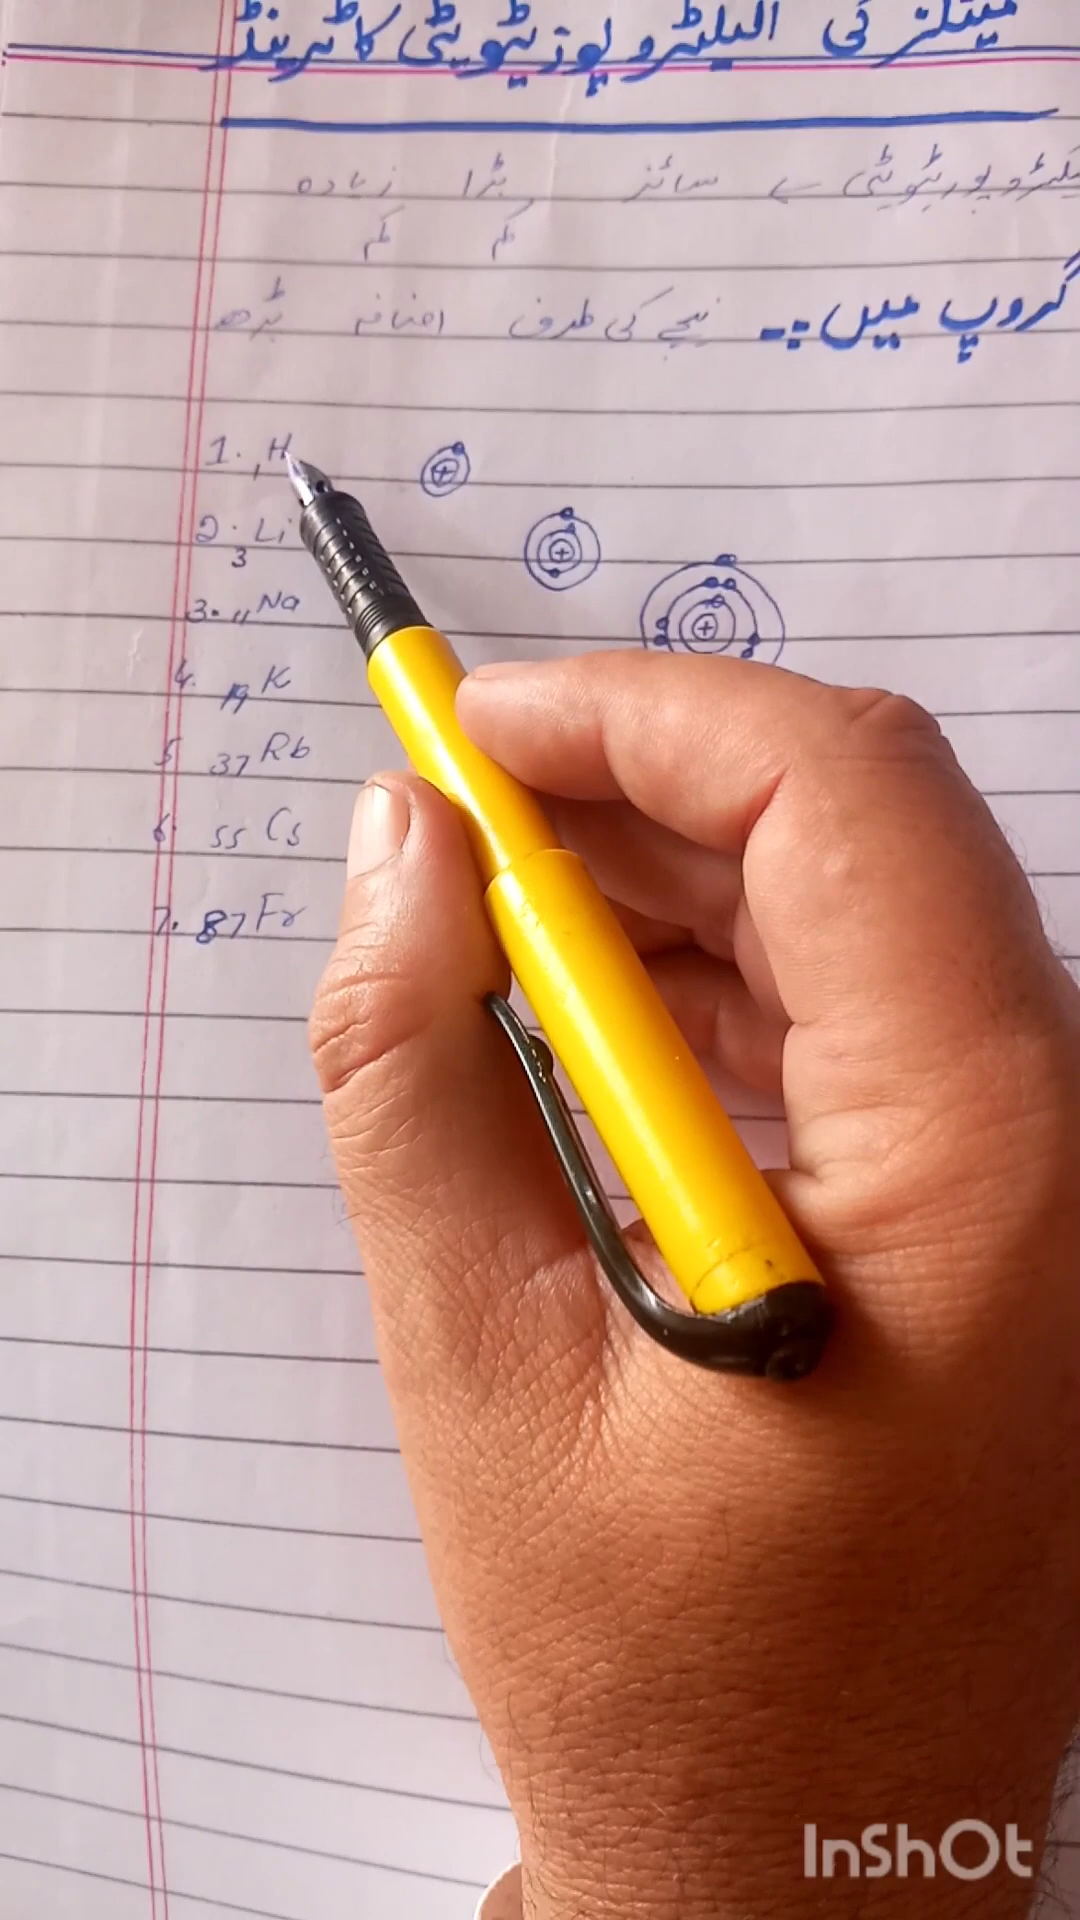 میٹلز کی الیکٹروپوزیٹویٹی کا ٹرینڈ
سائز بڑا زیادہ
کم کم
گروپ میں:۔ نیچے کی طرف اضافہ بڑھ
1. ₁H
2. ₃Li
3. ₁₁Na
4. ₁₉K
5 ₃₇Rb
6. ₅₅Cs
7. ₈₇Fr
InShOt